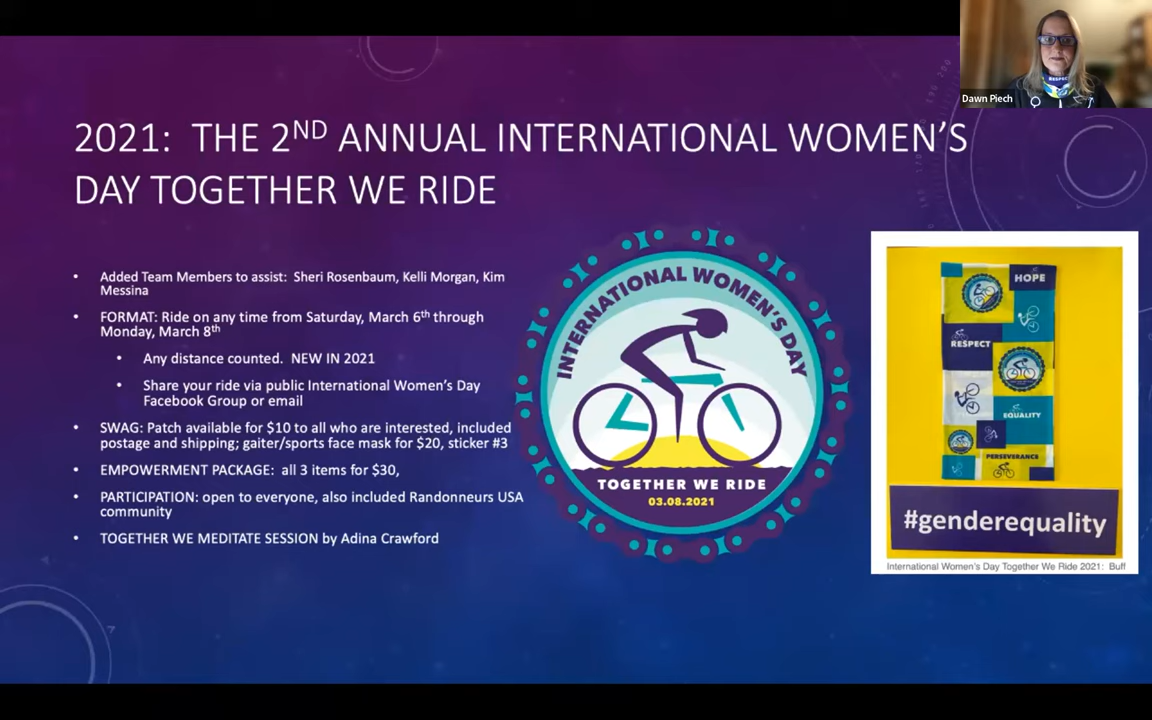 Dawn Piech
2021: THE 2ND ANNUAL INTERNATIONAL WOMEN'S
DAY TOGETHER WE RIDE
• Added Team Members to assist: Sheri Rosenbaum, Kelli Morgan, Kim
Messina
• FORMAT: Ride on any time from Saturday, March 6th through
Monday, March 8th
• Any distance counted. NEW IN 2021
• Share your ride via public International Women's Day
Facebook Group or email
• SWAG: Patch available for $10 to all who are interested, included
postage and shipping; gaiter/sports face mask for $20, sticker #3
• EMPOWERMENT PACKAGE: all 3 items for $30,
• PARTICIPATION: open to everyone, also included Randonneurs USA
community
• TOGETHER WE MEDITATE SESSION by Adina Crawford
INTERNATIONAL WOMEN'S DAY
TOGETHER WE RIDE
03.08.2021
HOPE
RESPECT
EQUALITY
PERSEVERANCE
#genderequality
International Women's Day Together We Ride 2021: Buff